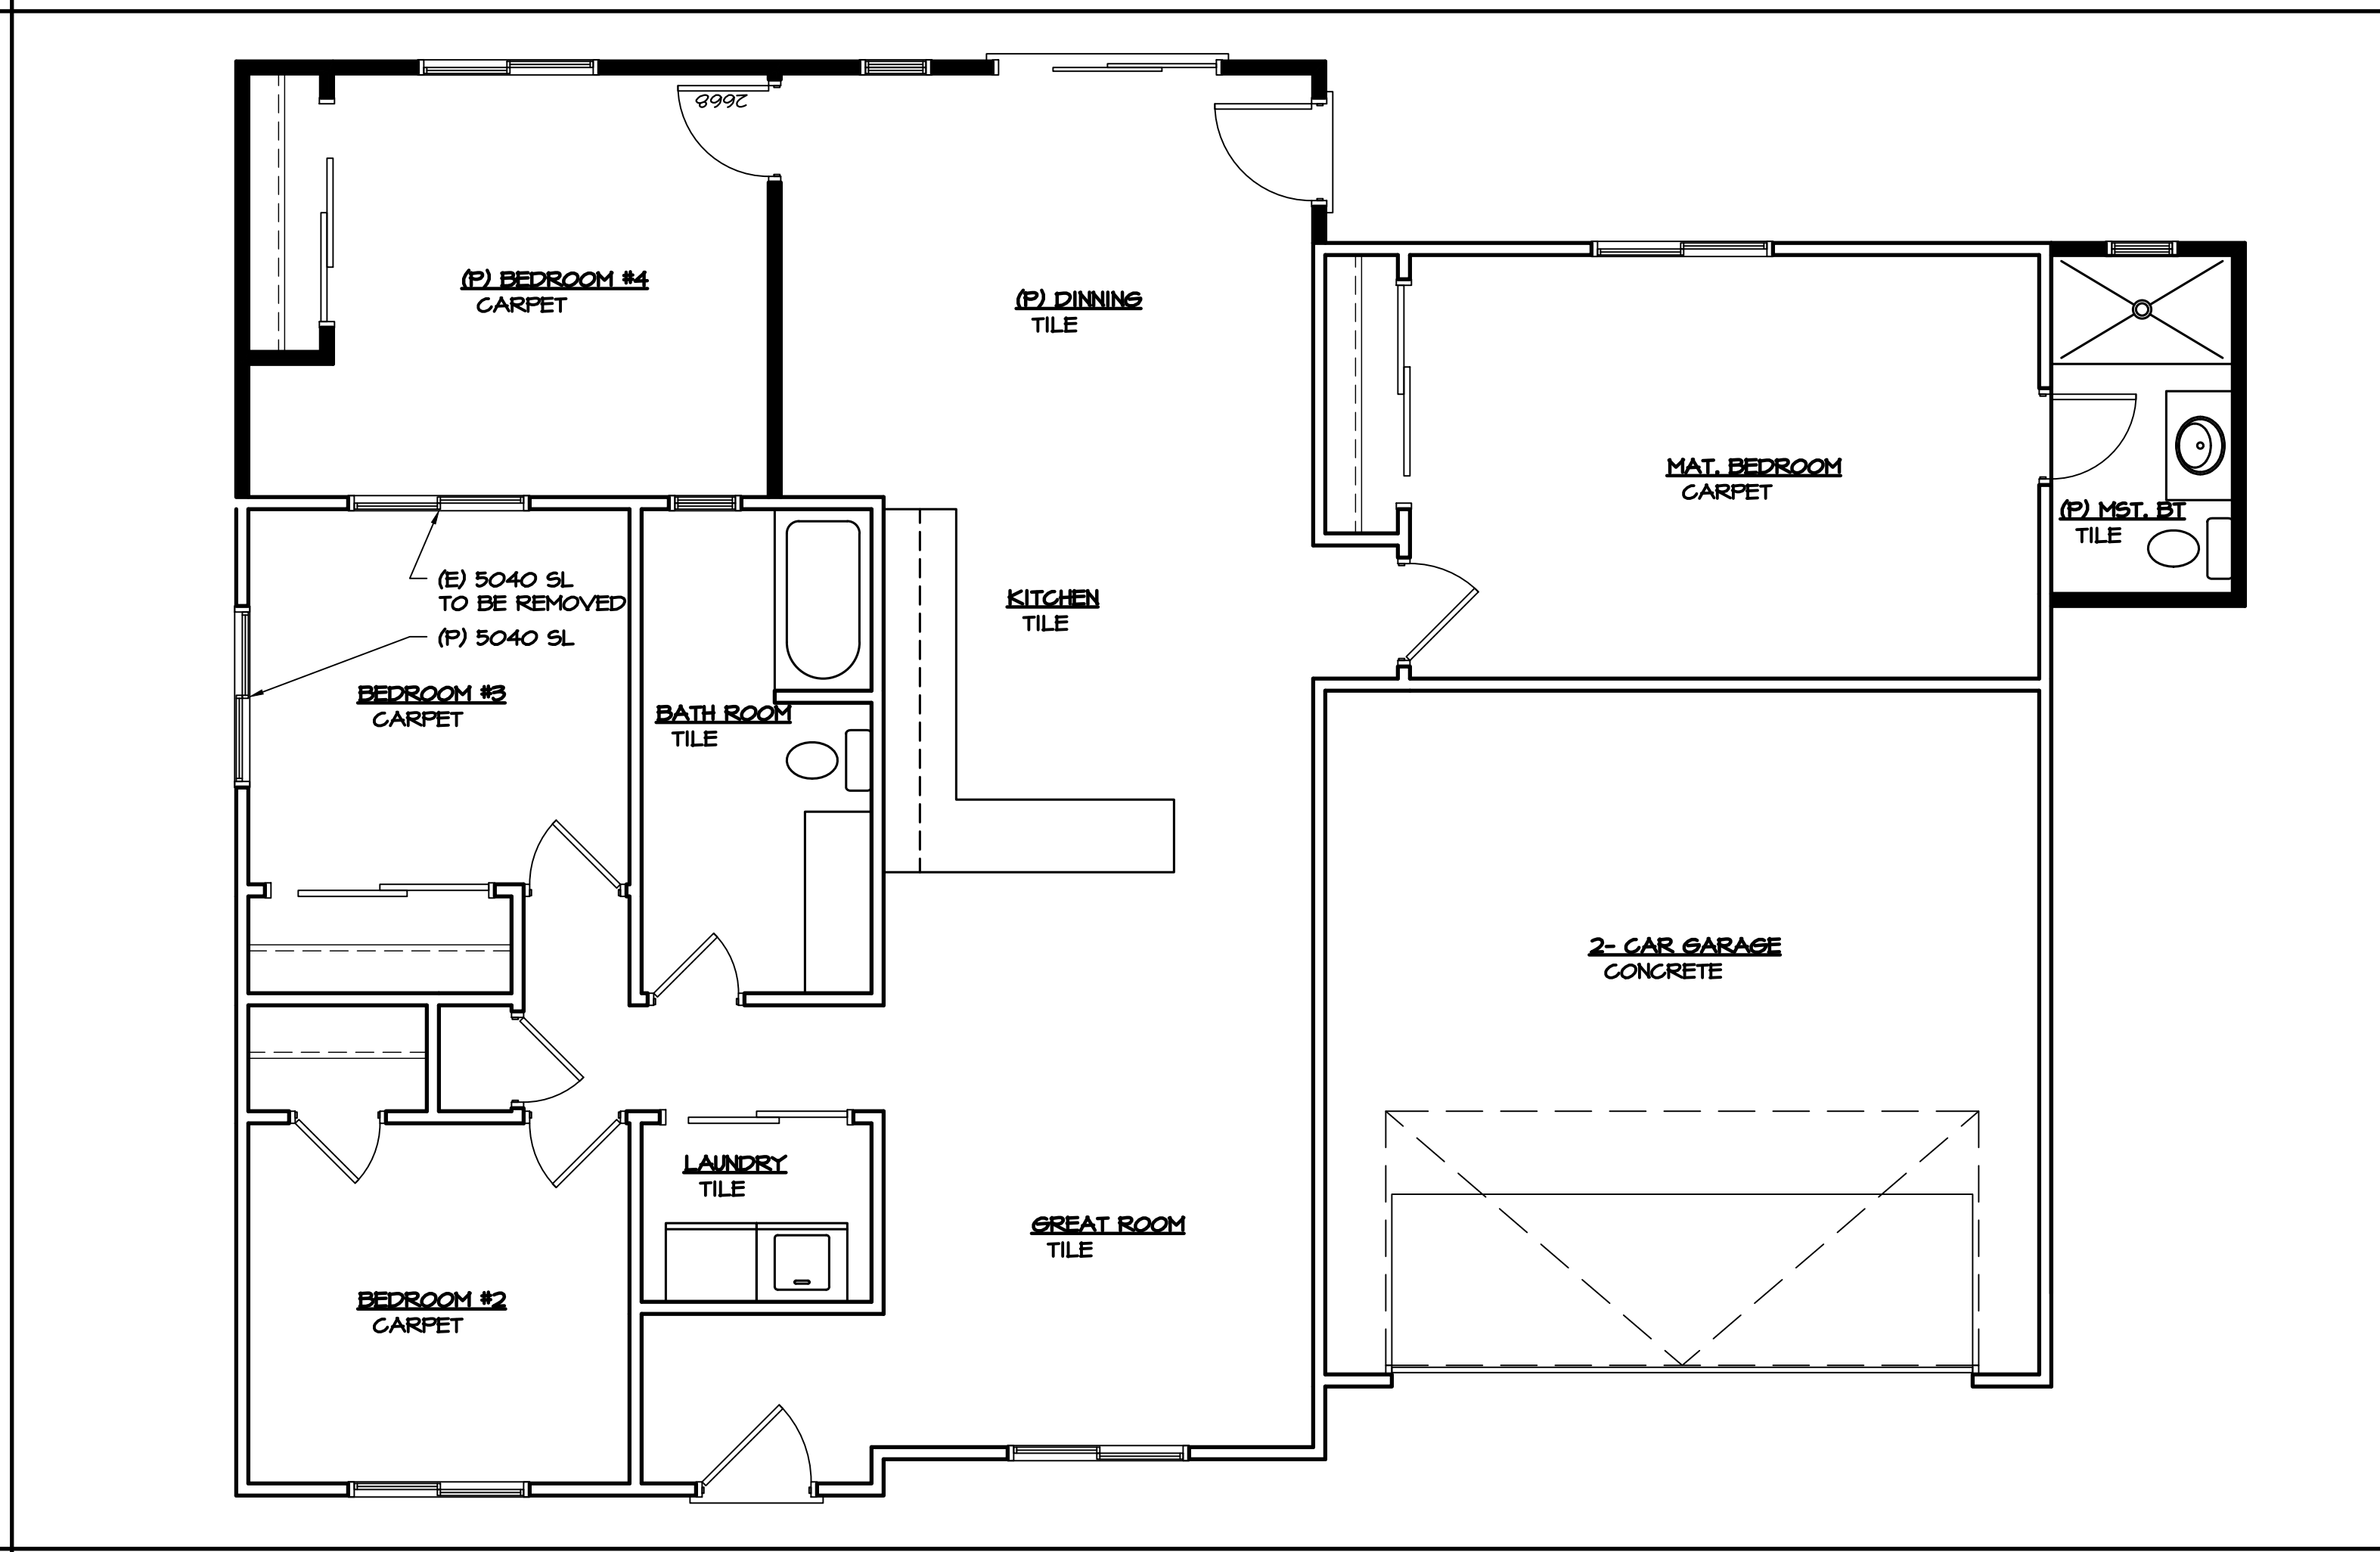 2668
(P) BEDROOM #4
CARPET
(P) DINNING
TILE
MAT. BEDROOM
CARPET
(P) MST. BT
TILE
(E) 5040 SL
TO BE REMOVED
(P) 5040 SL
KITCHEN
TILE
BEDROOM #3
CARPET
BATH ROOM
TILE
2- CAR GARAGE
CONCRETE
LAUNDRY
TILE
GREAT ROOM
TILE
BEDROOM #2
CARPET